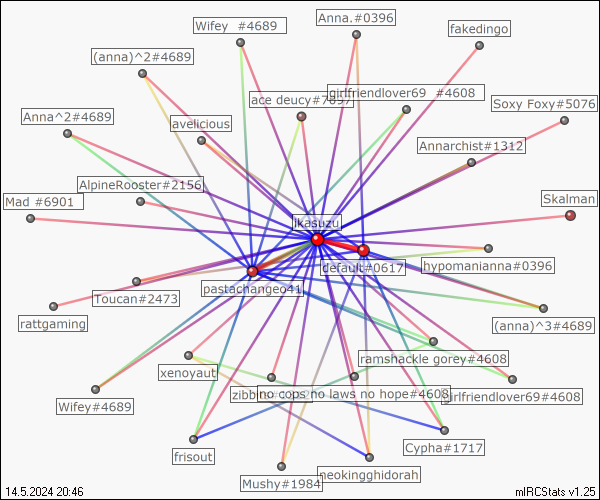 Wifey  #4689
Anna.#0396
fakedingo
(anna)^2#4689
ace deucy#7897
girlfriendlover69  #4608
Soxy Foxy#5076
Anna^2#4689
lavelicious
Annarchist#1312
AlpineRooster#2156
Mad #6901
Skalman
ikasuzu
default#0617
hypomanianna#0396
pastachangeo41
Toucan#2473
rattgaming
(anna)^3#4689
ramshackle gorey#4608
xenoyaut
no cops no laws no hope#4608
girlfriendlover69#4608
Wifey#4689
Cypha#1717
frisout
neokingghidorah
Mushy#1984
14.5.2024 20:46
mIRCStats v1.25